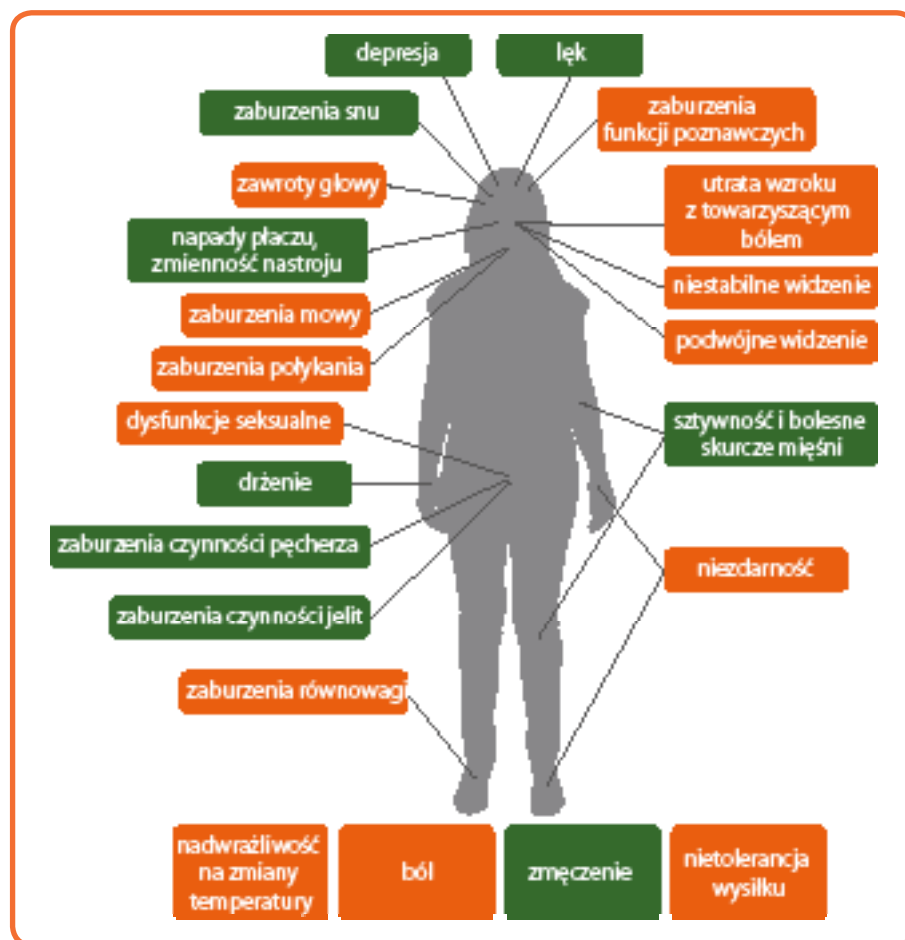 depresja
lęk
zaburzenia snu
zaburzenia
funkcji poznawczych
zawroty głowy
utrata wzroku
z towarzyszącym
bólem
napady płaczu,
zmienność nastroju
niestabilne widzenie
zaburzenia mowy
podwójne widzenie
zaburzenia połykania
dysfunkcje seksualne
sztywność i bolesne
skurcze mięśni
drżenie
zaburzenia czynności pęcherza
niezdarność
zaburzenia czynności jelit
zaburzenia równowagi
nadwrażliwość
na zmiany
temperatury
ból
zmęczenie
nietolerancja
wysiłku